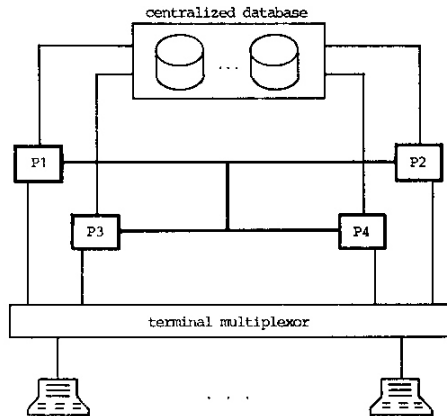 centralized database
...
P1
P2
P3
P4
terminal multiplexor
. . .